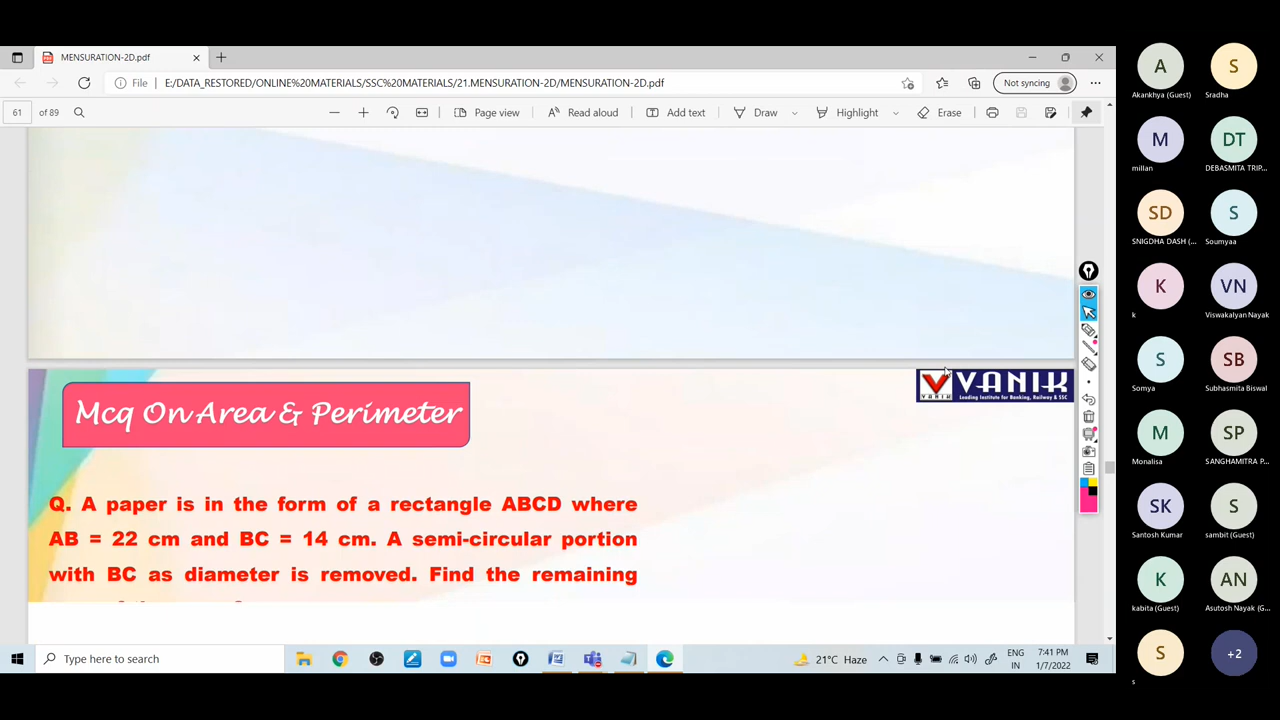 MENSURATION-2D.pdf
File
E:/DATA_RESTORED/ONLINE%20MATERIALS/SSC%20MATERIALS/21.MENSURATION-2D/MENSURATION-2D.pdf
Not syncing
61 of 89
Page view
Read aloud
Add text
Draw
Highlight
Erase
Mcq On Area & Perimeter
VANIK
VANIK
Leading Institute for Banking, Railway & SSC
Q. A paper is in the form of a rectangle ABCD where
AB = 22 cm and BC = 14 cm. A semi-circular portion
with BC as diameter is removed. Find the remaining
Type here to search
21°C Haze
ENG
IN
7:41 PM
1/7/2022
A
Akankhya (Guest)
S
Sradha
M
millan
DT
DEBASMITA TRIP...
SD
SNIGDHA DASH (...
S
Soumyaa
K
k
VN
Viswakalyan Nayak
S
Somya
SB
Subhasmita Biswal
M
Monalisa
SP
SANGHAMITRA P...
SK
Santosh Kumar
S
sambit (Guest)
K
kabita (Guest)
AN
Asutosh Nayak (G...
S
s
+2